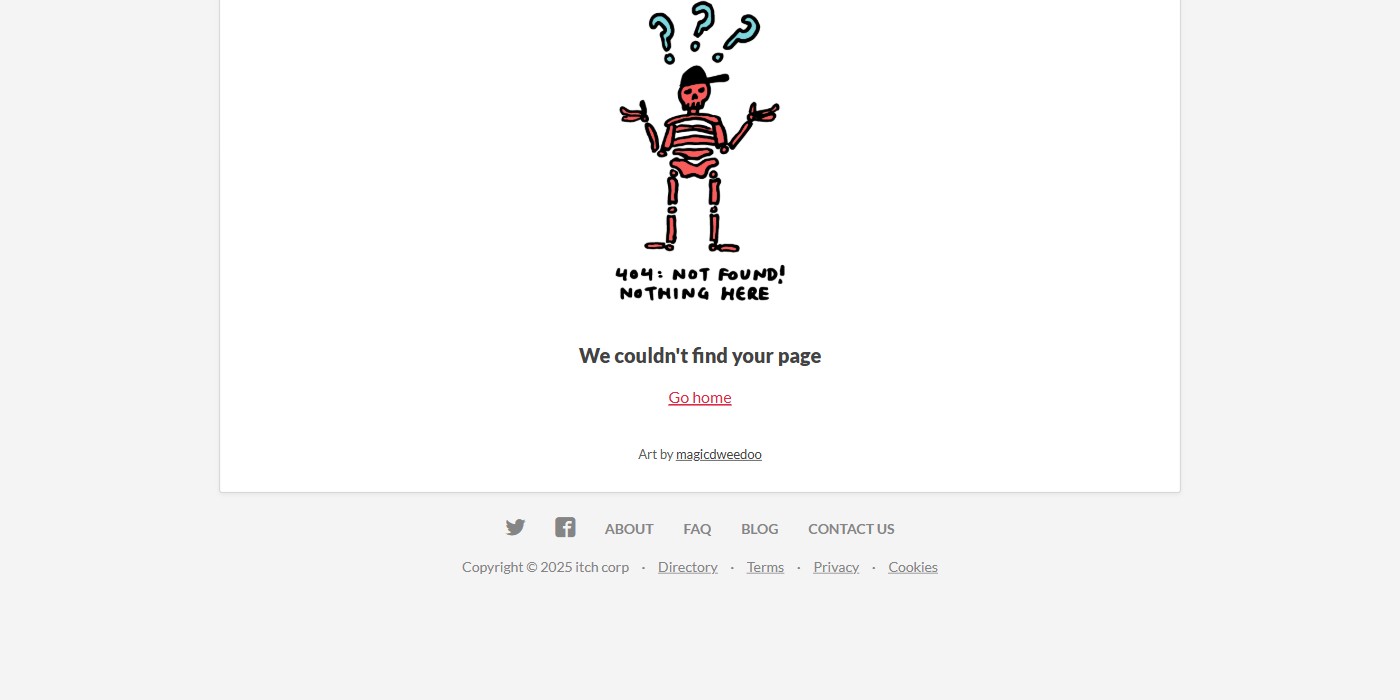 ???
404: NOT FOUND!
NOTHING HERE
We couldn't find your page
Go home
Art by magicdweedoo
ABOUT FAQ BLOG CONTACT US
Copyright © 2025 itch corp · Directory · Terms · Privacy · Cookies